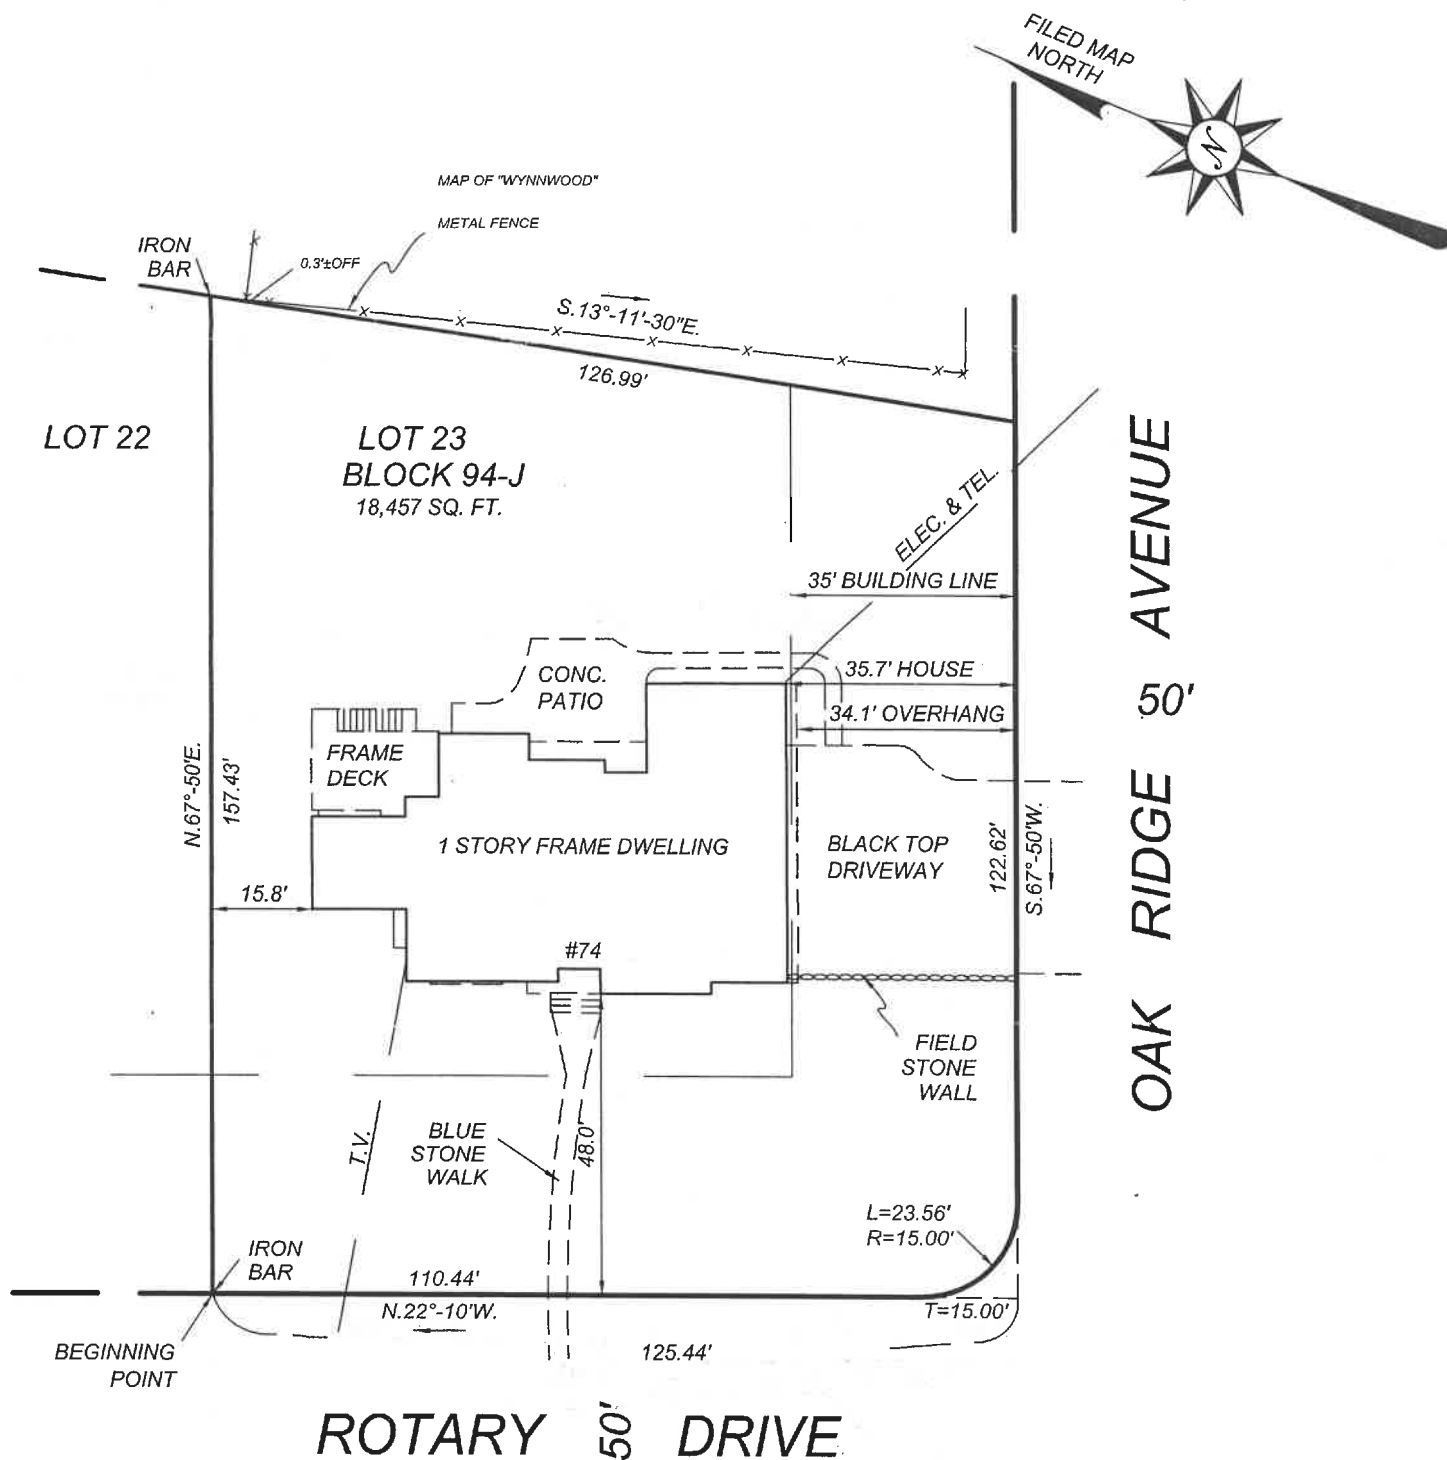 FILED MAP
NORTH
N
MAP OF "WYNNWOOD"
METAL FENCE
IRON
BAR
0.3'±OFF
S.13°-11'-30"E.
126.99'
LOT 22
LOT 23
BLOCK 94-J
18,457 SQ. FT.
ELEC. & TEL.
35' BUILDING LINE
35.7' HOUSE
34.1' OVERHANG
CONC.
PATIO
FRAME
DECK
N.67°-50'E.
157.43'
1 STORY FRAME DWELLING
BLACK TOP
DRIVEWAY
122.62'
S.67°-50'W.
OAK RIDGE 50' AVENUE
15.8'
#74
FIELD
STONE
WALL
T.V.
BLUE
STONE
WALK
48.0'
L=23.56'
R=15.00'
IRON
BAR
110.44'
N.22°-10'W.
T=15.00'
BEGINNING
POINT
125.44'
ROTARY 50' DRIVE